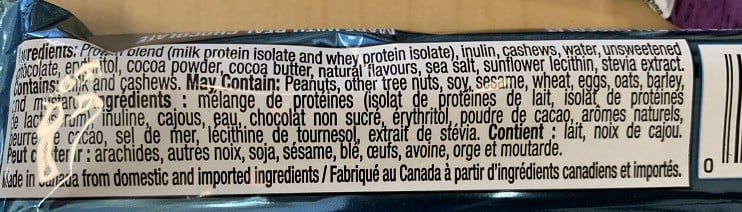 Ingredients: Protein blend (milk protein isolate and whey protein isolate), inulin, cashews, water, unsweetened
chocolate, erythritol, cocoa powder, cocoa butter, natural flavours, sea salt, sunflower lecithin, stevia extract.
Contains: Milk and cashews. May Contain: Peanuts, other tree nuts, soy, sesame, wheat, eggs, oats, barley,
and mustard. Ingrédients : mélange de protéines (isolat de protéines de lait, isolat de protéines
de lactosérum), inuline, cajous, eau, chocolat non sucré, érythritol, poudre de cacao, arômes naturels,
beurre de cacao, sel de mer, lécithine de tournesol, extrait de stévia. Contient : lait, noix de cajou.
Peut contenir : arachides, autres noix, soja, sésame, blé, œufs, avoine, orge et moutarde.
Made in Canada from domestic and imported ingredients / Fabriqué au Canada à partir d'ingrédients canadiens et importés.
0